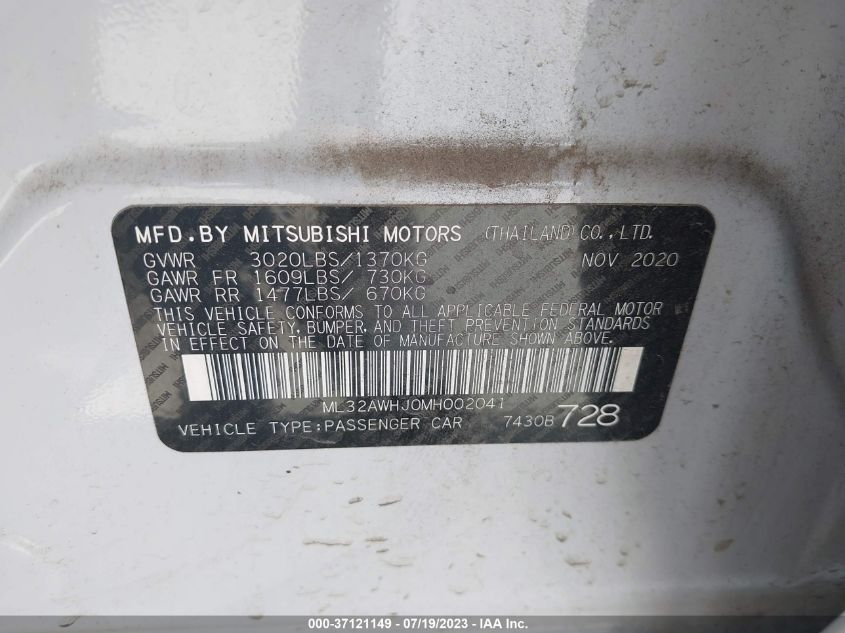 MFD.BY MITSUBISHI MOTORS (THAILAND) CO.,LTD.
GVWR 3020LBS/1370KG NOV 2020
GAWR FR 1609LBS/ 730KG
GAWR RR 1477LBS/ 670KG
THIS VEHICLE CONFORMS TO ALL APPLICABLE FEDERAL MOTOR
VEHICLE SAFETY, BUMPER, AND THEFT PREVENTION STANDARDS
IN EFFECT ON THE DATE OF MANUFACTURE SHOWN ABOVE.
ML32AWHJ0MH002041
VEHICLE TYPE:PASSENGER CAR 7430B 728
000-37121149 - 07/19/2023 - IAA Inc.